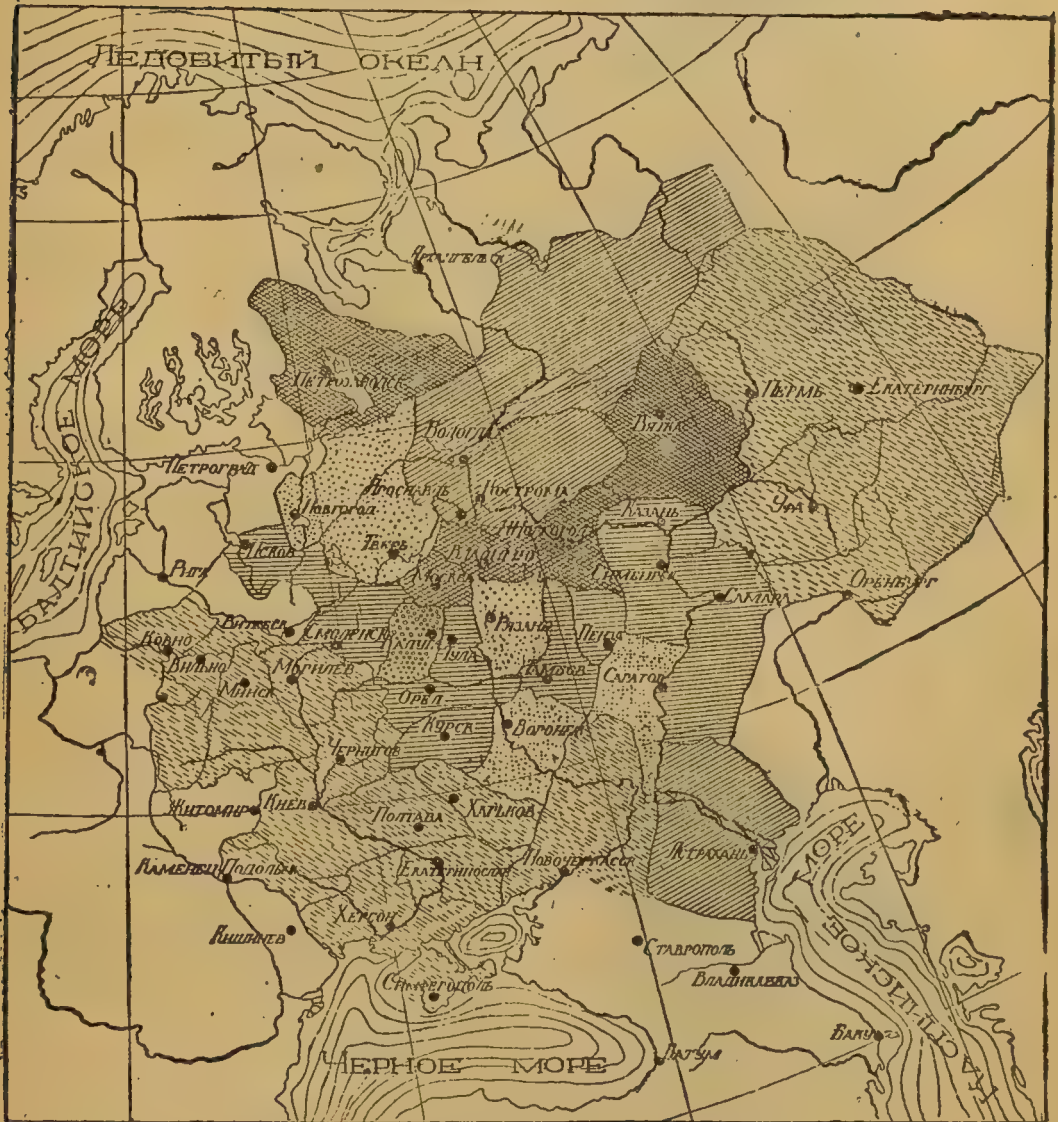 ЛЕДОВИТЫЙ ОКЕАН
АРХАНГЕЛЬСК
БАЛТИЙСКОЕ МОРЕ
ПЕТРОЗАВОДСК
ПЕРМЬ
ЕКАТЕРИНБУРГ
ВЯТКА
ВОЛОГДА
ПЕТРОГРАД
ЯРОСЛАВЛЬ
КОСТРОМА
НОВГОРОД
КАЗАНЬ
УФА
Н-НОВГОРОД
ТВЕРЬ
ВЛАДИМИР
ПСКОВ
РИГА
МОСКВА
СИМБИРСК
САМАРА
ОРЕНБУРГ
ВИТЕБСК
СМОЛЕНСК
КАЛУГА
ТУЛА
РЯЗАНЬ
ПЕНЗА
КОВНО
ВИЛЬНО
МИНСК
МОГИЛЕВ
ТАМБОВ
САРАТОВ
ОРЕЛ
КУРСК
ВОРОНЕЖ
ЧЕРНИГОВ
ЖИТОМИР
КИЕВ
ПОЛТАВА
ХАРЬКОВ
КАМЕНЕЦ ПОДОЛЬСК
ЕКАТЕРИНОСЛАВ
НОВОЧЕРКАССК
АСТРАХАНЬ
КАСПИЙСКОЕ МОРЕ
ХЕРСОН
КИШИНЕВ
СТАВРОПОЛЬ
ВЛАДИКАВКАЗ
СИМФЕРОПОЛЬ
ЧЕРНОЕ МОРЕ
БАТУМ
БАКУ